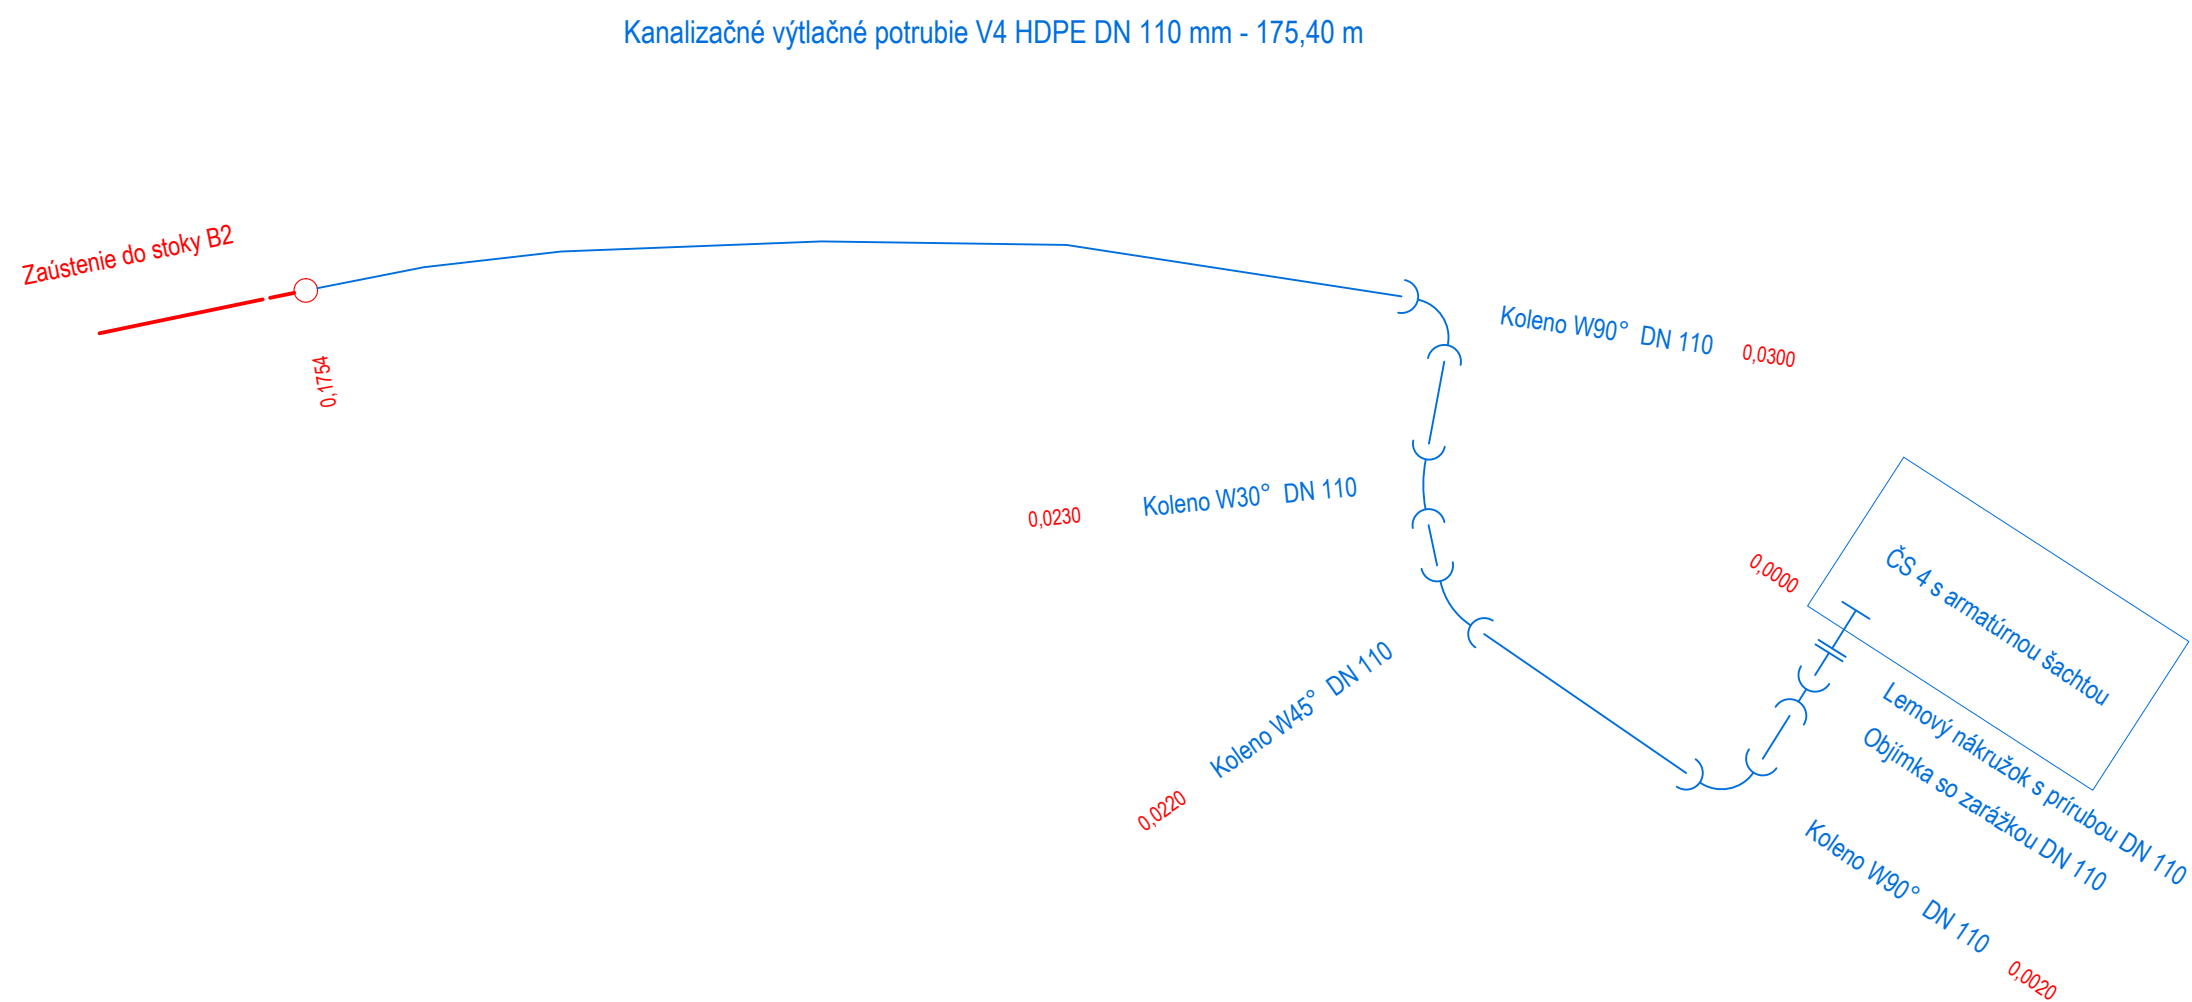 Kanalizačné výtlačné potrubie V4 HDPE DN 110 mm - 175,40 m
Zaústenie do stoky B2
0,1754
Koleno W90° DN 110
0,0300
0,0230
Koleno W30° DN 110
0,0000
ČS 4 s armatúrnou šachtou
Koleno W45° DN 110
0,0220
Lemový nákružok s prírubou DN 110
Objímka so zarážkou DN 110
Koleno W90° DN 110
0,0020